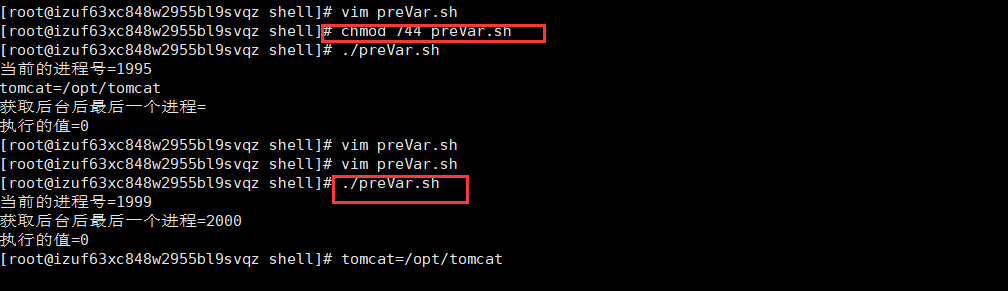 [root@izuf63xc848w2955bl9svqz shell]# vim preVar.sh
[root@izuf63xc848w2955bl9svqz shell]# chmod 744 preVar.sh
[root@izuf63xc848w2955bl9svqz shell]# ./preVar.sh
当前的进程号=1995
tomcat=/opt/tomcat
获取后台后最后一个进程=
执行的值=0
[root@izuf63xc848w2955bl9svqz shell]# vim preVar.sh
[root@izuf63xc848w2955bl9svqz shell]# vim preVar.sh
[root@izuf63xc848w2955bl9svqz shell]# ./preVar.sh
当前的进程号=1999
获取后台后最后一个进程=2000
执行的值=0
[root@izuf63xc848w2955bl9svqz shell]# tomcat=/opt/tomcat